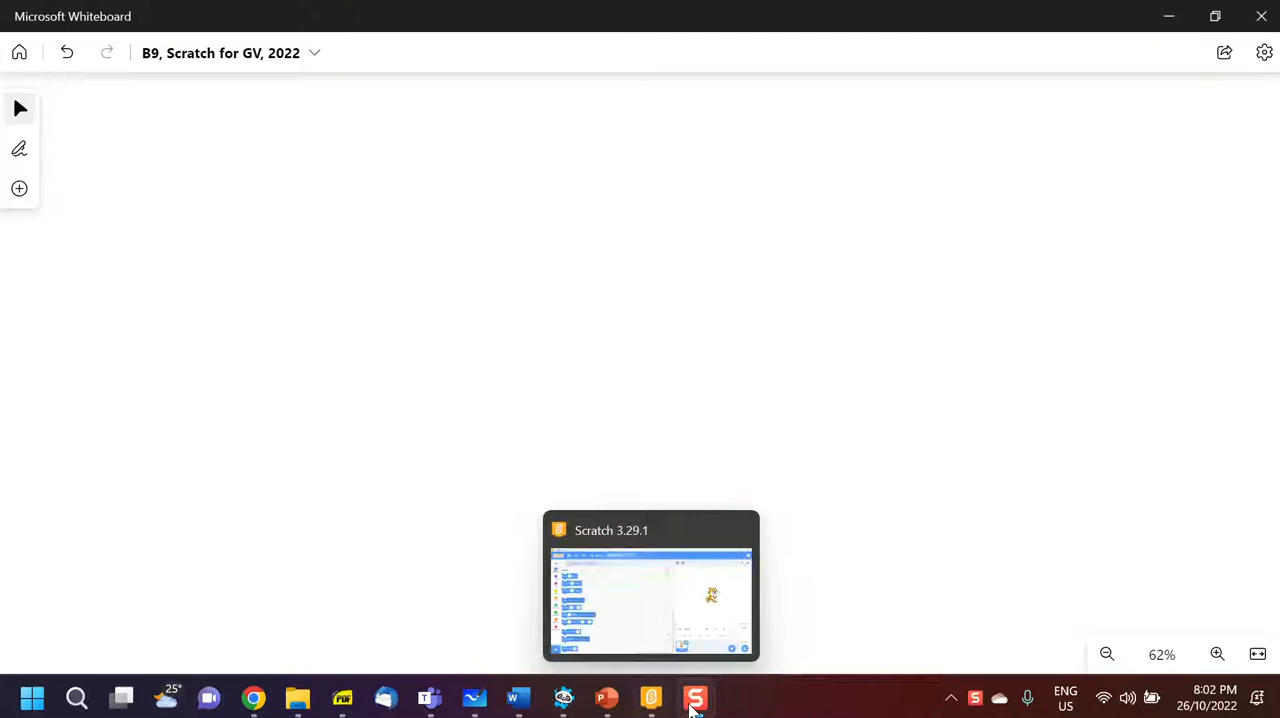 Microsoft Whiteboard
B9, Scratch for GV, 2022
Scratch 3.29.1
62%
25°
PDF
ENG
US
8:02 PM
26/10/2022